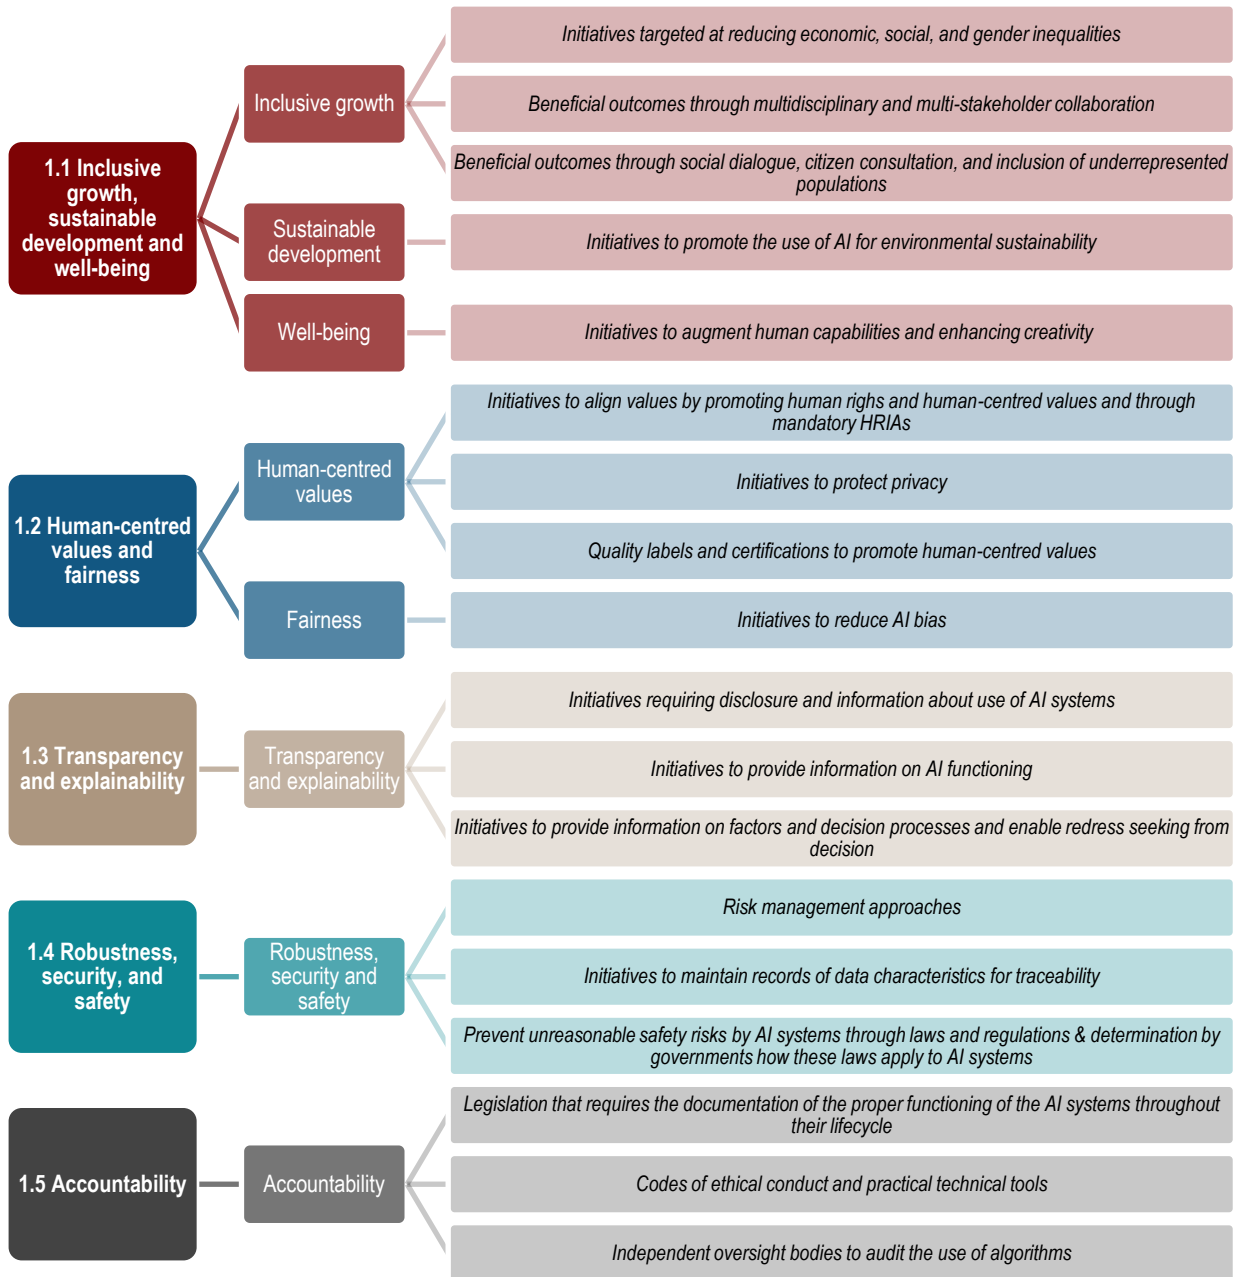 1.1 Inclusive
growth,
sustainable
development and
well-being
Inclusive growth
Initiatives targeted at reducing economic, social, and gender inequalities
Beneficial outcomes through multidisciplinary and multi-stakeholder collaboration
Beneficial outcomes through social dialogue, citizen consultation, and inclusion of underrepresented
populations
Sustainable
development
Initiatives to promote the use of AI for environmental sustainability
Well-being
Initiatives to augment human capabilities and enhancing creativity
1.2 Human-centred
values and
fairness
Human-centred
values
Initiatives to align values by promoting human righs and human-centred values and through
mandatory HRIAs
Initiatives to protect privacy
Quality labels and certifications to promote human-centred values
Fairness
Initiatives to reduce AI bias
1.3 Transparency
and explainability
Transparency
and explainability
Initiatives requiring disclosure and information about use of AI systems
Initiatives to provide information on AI functioning
Initiatives to provide information on factors and decision processes and enable redress seeking from
decision
1.4 Robustness,
security, and
safety
Robustness,
security and
safety
Risk management approaches
Initiatives to maintain records of data characteristics for traceability
Prevent unreasonable safety risks by AI systems through laws and regulations & determination by
governments how these laws apply to AI systems
1.5 Accountability
Accountability
Legislation that requires the documentation of the proper functioning of the AI systems throughout
their lifecycle
Codes of ethical conduct and practical technical tools
Independent oversight bodies to audit the use of algorithms